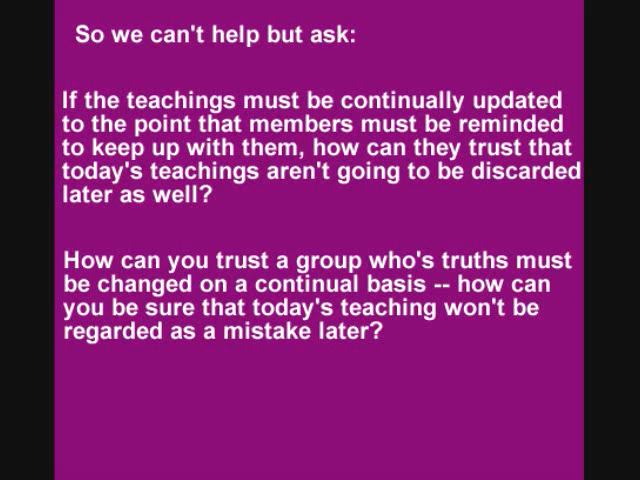 So we can't help but ask:
If the teachings must be continually updated
to the point that members must be reminded
to keep up with them, how can they trust that
today's teachings aren't going to be discarded
later as well?
How can you trust a group who's truths must
be changed on a continual basis -- how can
you be sure that today's teaching won't be
regarded as a mistake later?